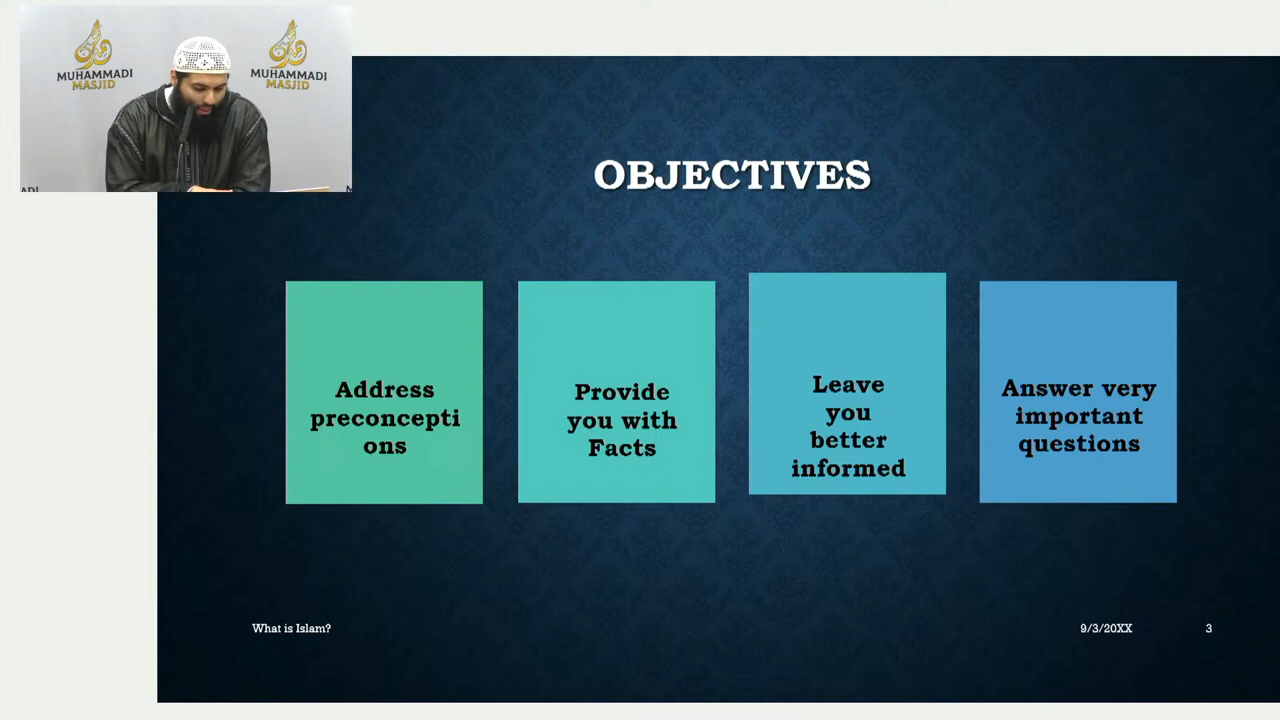 MUHAMMADI
MASJID
MUHAMMADI
MASJID
OBJECTIVES
Address
preconcepti
ons
Provide
you with
Facts
Leave
you
better
informed
Answer very
important
questions
What is Islam?
9/3/20XX
3